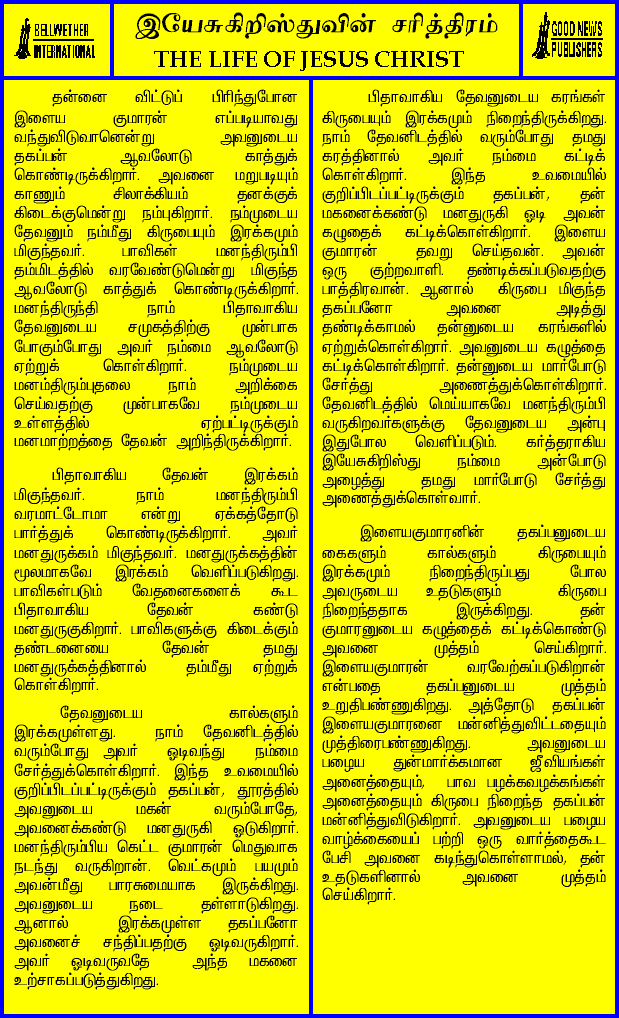 BELLWETHER
INTERNATIONAL
இயேசுகிறிஸ்துவின் சரித்திரம்
THE LIFE OF JESUS CHRIST
GOOD NEWS
PUBLISHERS
தன்னை விட்டுப் பிரிந்துபோன
இளைய குமாரன் எப்படியாவது
வந்துவிடுவானென்று அவனுடைய
தகப்பன் ஆவலோடு காத்துக்
கொண்டிருக்கிறார். அவனை மறுபடியும்
காணும் சிலாக்கியம் தனக்குக்
கிடைக்குமென்று நம்புகிறார். நம்முடைய
தேவனும் நம்மீது கிருபையும் இரக்கமும்
மிகுந்தவர். பாவிகள் மனந்திரும்பி
தம்மிடத்தில் வரவேண்டுமென்று மிகுந்த
ஆவலோடு காத்துக் கொண்டிருக்கிறார்.
மனந்திருந்தி நாம் பிதாவாகிய
தேவனுடைய சமுகத்திற்கு முன்பாக
போகும்போது அவர் நம்மை ஆவலோடு
ஏற்றுக் கொள்கிறார். நம்முடைய
மனம்திரும்புதலை நாம் அறிக்கை
செய்வதற்கு முன்பாகவே நம்முடைய
உள்ளத்தில் ஏற்பட்டிருக்கும்
மனமாற்றத்தை தேவன் அறிந்திருக்கிறார்.
பிதாவாகிய தேவன் இரக்கம்
மிகுந்தவர். நாம் மனந்திரும்பி
வரமாட்டோமா என்று ஏக்கத்தோடு
பார்த்துக் கொண்டிருக்கிறார். அவர்
மனதுருக்கம் மிகுந்தவர். மனதுருக்கத்தின்
மூலமாகவே இரக்கம் வெளிப்படுகிறது.
பாவிகள்படும் வேதனைகளைக் கூட
பிதாவாகிய தேவன் கண்டு
மனதுருகுகிறார். பாவிகளுக்கு கிடைக்கும்
தண்டனையை தேவன் தமது
மனதுருக்கத்தினால் தம்மீது ஏற்றுக்
கொள்கிறார்.
தேவனுடைய கால்களும்
இரக்கமுள்ளது. நாம் தேவனிடத்தில்
வரும்போது அவர் ஓடிவந்து நம்மை
சேர்த்துக்கொள்கிறார். இந்த உவமையில்
குறிப்பிடப்பட்டிருக்கும் தகப்பன், தூரத்தில்
அவனுடைய மகன் வரும்போதே,
அவனைக்கண்டு மனதுருகி ஓடுகிறார்.
மனந்திரும்பிய கெட்ட குமாரன் மெதுவாக
நடந்து வருகிறான். வெட்கமும் பயமும்
அவன்மீது பாரசுமையாக இருக்கிறது.
அவனுடைய நடை தள்ளாடுகிறது.
ஆனால் இரக்கமுள்ள தகப்பனோ
அவனைச் சந்திப்பதற்கு ஓடிவருகிறார்.
அவர் ஓடிவருவதே அந்த மகனை
உற்சாகப்படுத்துகிறது.
பிதாவாகிய தேவனுடைய கரங்கள்
கிருபையும் இரக்கமும் நிறைந்திருக்கிறது.
நாம் தேவனிடத்தில் வரும்போது தமது
கரத்தினால் அவர் நம்மை கட்டிக்
கொள்கிறார். இந்த உவமையில்
குறிப்பிடப்பட்டிருக்கும் தகப்பன், தன்
மகனைக்கண்டு மனதுருகி ஓடி அவன்
கழுதைக் கட்டிக்கொள்கிறார். இளைய
குமாரன் தவறு செய்தவன். அவன்
ஒரு குற்றவாளி. தண்டிக்கப்படுவதற்கு
பாத்திரவான். ஆனால் கிருபை மிகுந்த
தகப்பனோ அவனை அடித்து
தண்டிக்காமல் தன்னுடைய கரங்களில்
ஏற்றுக்கொள்கிறார். அவனுடைய கழுத்தை
கட்டிக்கொள்கிறார். தன்னுடைய மார்போடு
சேர்த்து அணைத்துக்கொள்கிறார்.
தேவனிடத்தில் மெய்யாகவே மனந்திரும்பி
வருகிறவர்களுக்கு தேவனுடைய அன்பு
இதுபோல வெளிப்படும். கர்த்தராகிய
இயேசுகிறிஸ்து நம்மை அன்போடு
அழைத்து தமது மார்போடு சேர்த்து
அணைத்துக்கொள்வார்.
இளையகுமாரனின் தகப்பனுடைய
கைகளும் கால்களும் கிருபையும்
இரக்கமும் நிறைந்திருப்பது போல
அவருடைய உதடுகளும் கிருபை
நிறைந்ததாக இருக்கிறது. தன்
குமாரனுடைய கழுத்தைக் கட்டிக்கொண்டு
அவனை முத்தம் செய்கிறார்.
இளையகுமாரன் வரவேற்கப்படுகிறான்
என்பதை தகப்பனுடைய முத்தம்
உறுதிபண்ணுகிறது. அத்தோடு தகப்பன்
இளையகுமாரனை மன்னித்துவிட்டதையும்
முத்திரைபண்ணுகிறது. அவனுடைய
பழைய துன்மார்க்கமான ஜீவியங்கள்
அனைத்தையும், பாவ பழக்கவழக்கங்கள்
அனைத்தையும் கிருபை நிறைந்த தகப்பன்
மன்னித்துவிடுகிறார். அவனுடைய பழைய
வாழ்க்கையைப் பற்றி ஒரு வார்த்தைகூட
பேசி அவனை கடிந்துகொள்ளாமல், தன்
உதடுகளினால் அவனை முத்தம்
செய்கிறார்.